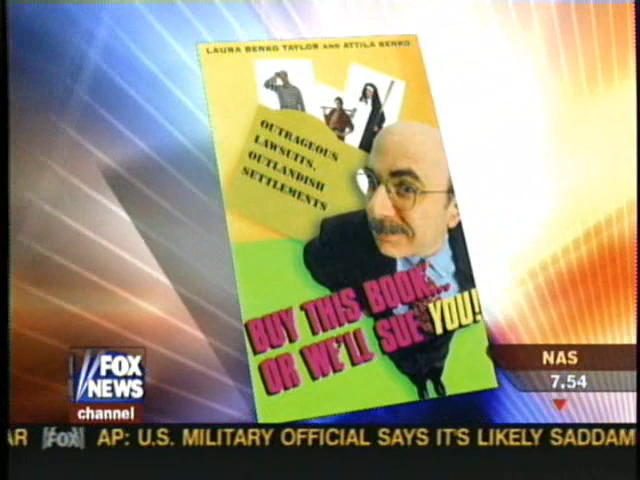 LAURA BENKO TAYLOR AND ATTILA BENKO
OUTRAGEOUS
LAWSUITS,
OUTLANDISH
SETTLEMENTS
BUY THIS BOOK...
OR WE'LL SUE YOU!
FOX
NEWS
channel
NAS
7.54
AR FOX AP: U.S. MILITARY OFFICIAL SAYS IT'S LIKELY SADDAM